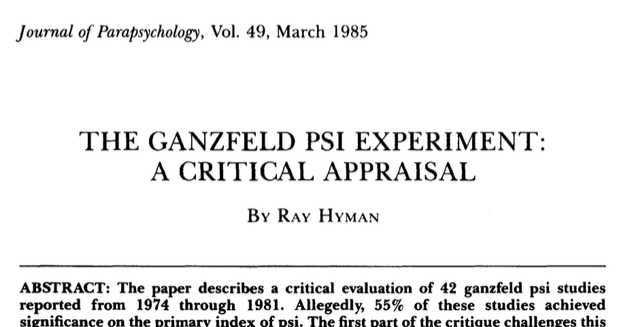 Journal of Parapsychology, Vol. 49, March 1985
THE GANZFELD PSI EXPERIMENT:
A CRITICAL APPRAISAL
BY RAY HYMAN
ABSTRACT: The paper describes a critical evaluation of 42 ganzfeld psi studies
reported from 1974 through 1981. Allegedly, 55% of these studies achieved
significance on the primary index of psi. The first part of the critique challenges this